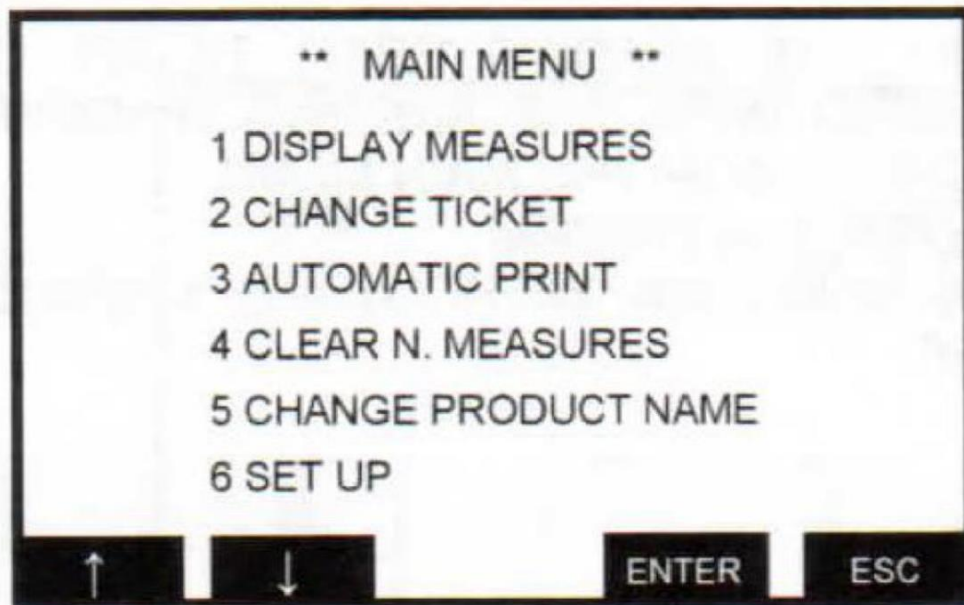 ** MAIN MENU **
1 DISPLAY MEASURES
2 CHANGE TICKET
3 AUTOMATIC PRINT
4 CLEAR N. MEASURES
5 CHANGE PRODUCT NAME
6 SET UP
↑ ↓ ENTER ESC